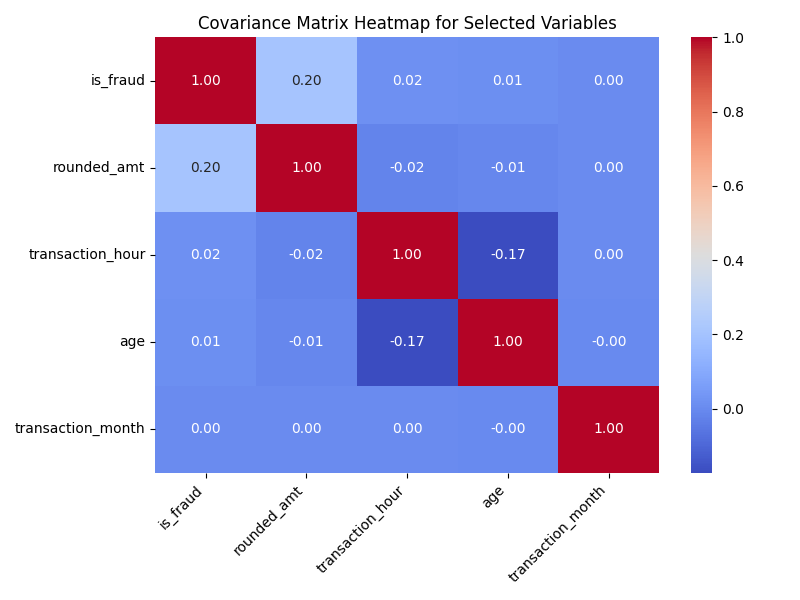 Covariance Matrix Heatmap for Selected Variables
is_fraud 1.00 0.20 0.02 0.01 0.00
rounded_amt 0.20 1.00 -0.02 -0.01 0.00
transaction_hour 0.02 -0.02 1.00 -0.17 0.00
age 0.01 -0.01 -0.17 1.00 -0.00
transaction_month 0.00 0.00 0.00 -0.00 1.00
is_fraud
rounded_amt
transaction_hour
age
transaction_month
1.0
0.8
0.6
0.4
0.2
0.0